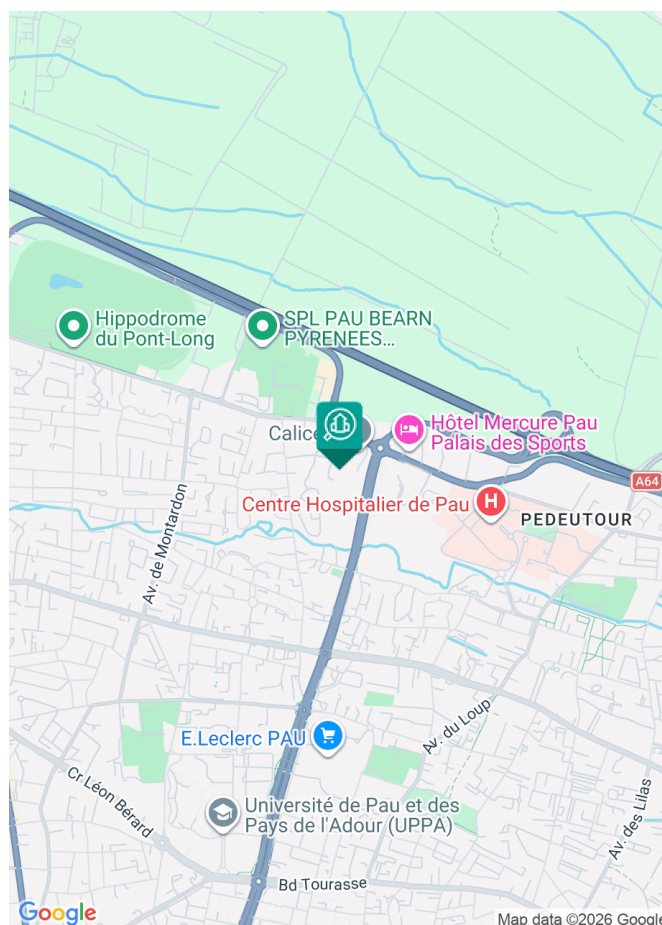 Hippodrome
du Pont-Long
SPL PAU BEARN
PYRENEES...
Hôtel Mercure Pau
Palais des Sports
A64
Centre Hospitalier de Pau
H
PEDEUTOUR
Av. de Montardon
E.Leclerc PAU
Av. du Loup
Cr Léon Bérard
Université de Pau et des
Pays de l'Adour (UPPA)
Av. des Lilas
Bd Tourasse
Google
Map data ©2026 Google